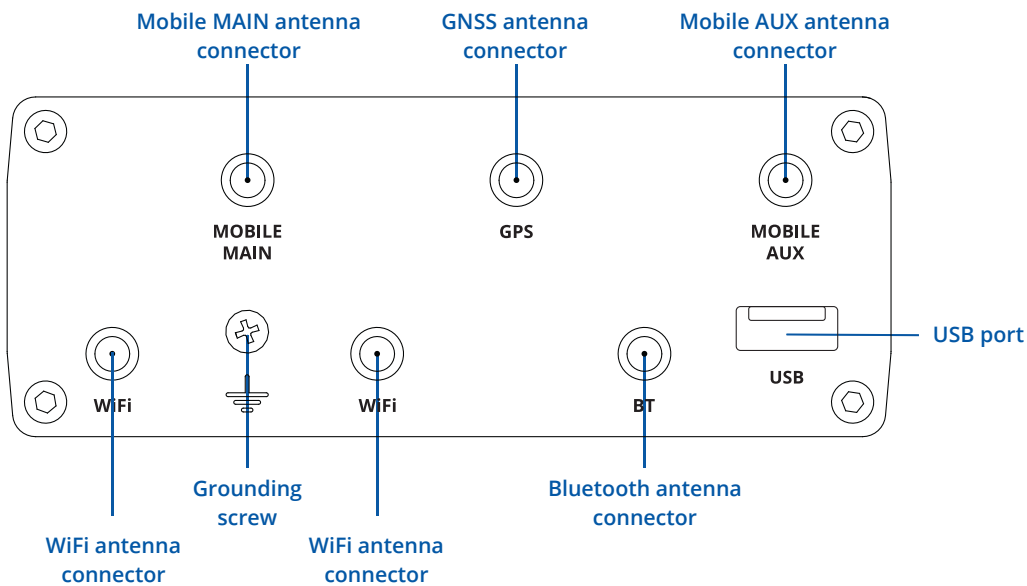 Mobile MAIN antenna
connector
GNSS antenna
connector
Mobile AUX antenna
connector
MOBILE
MAIN
GPS
MOBILE
AUX
USB port
USB
WiFi
WiFi
BT
Grounding
screw
Bluetooth antenna
connector
WiFi antenna
connector
WiFi antenna
connector